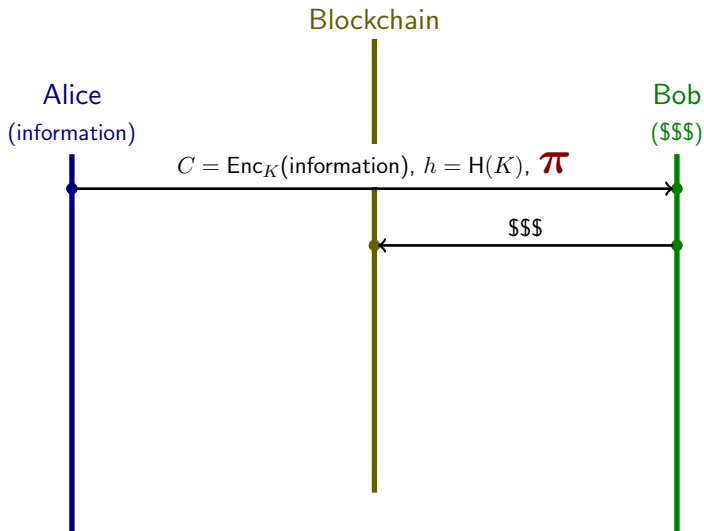 Blockchain
Alice
Bob
(information)
($$$)
C = Enc_K(information), h = H(K), π
$$$